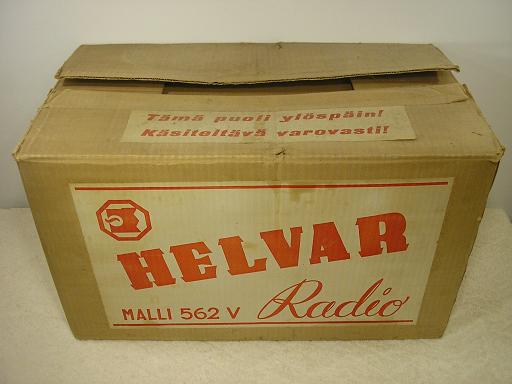 Tämä puoli ylöspäin!
Käsiteltävä varovasti!
HELVAR
MALLI 562 V Radio